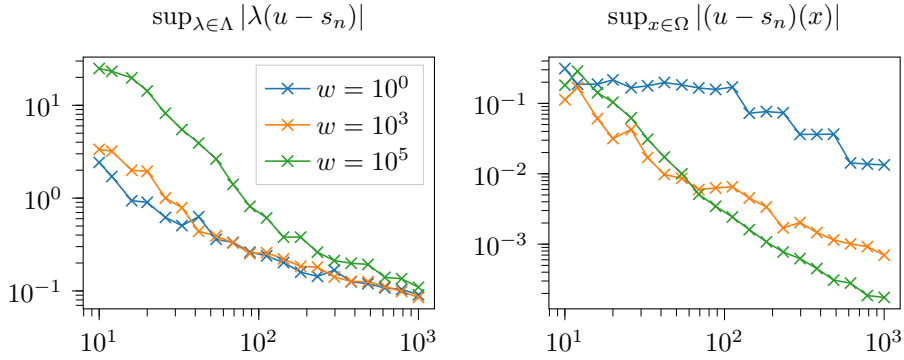 sup_{λ∈Λ} |λ(u − s_n)|
10^1
10^0
10^{−1}
10^1
10^2
10^3
w = 10^0
w = 10^3
w = 10^5
sup_{x∈Ω} |(u − s_n)(x)|
10^{−1}
10^{−2}
10^{−3}
10^1
10^2
10^3